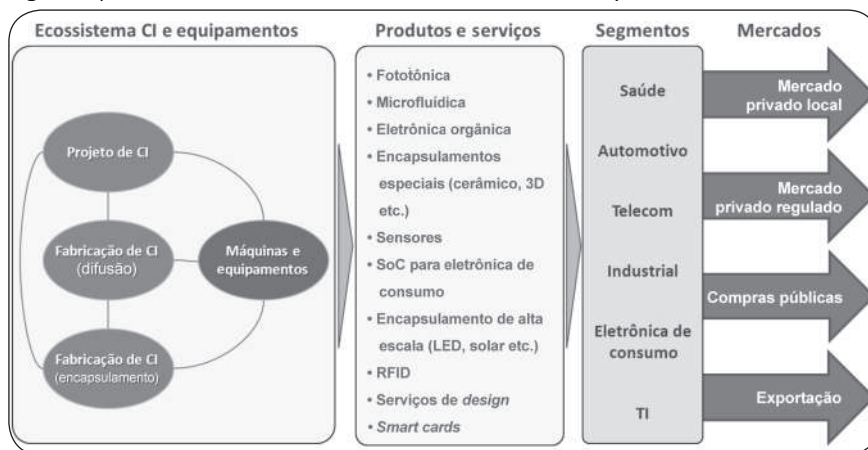 Ecossistema CI e equipamentos
Projeto de CI
Fabricação de CI
(difusão)
Fabricação de CI
(encapsulamento)
Máquinas e
equipamentos
Produtos e serviços
• Fototônica
• Microfluídica
• Eletrônica orgânica
• Encapsulamentos
especiais (cerâmico, 3D
etc.)
• Sensores
• SoC para eletrônica de
consumo
• Encapsulamento de alta
escala (LED, solar etc.)
• RFID
• Serviços de design
• Smart cards
Segmentos
Saúde
Automotivo
Telecom
Industrial
Eletrônica de
consumo
TI
Mercados
Mercado
privado local
Mercado
privado regulado
Compras públicas
Exportação